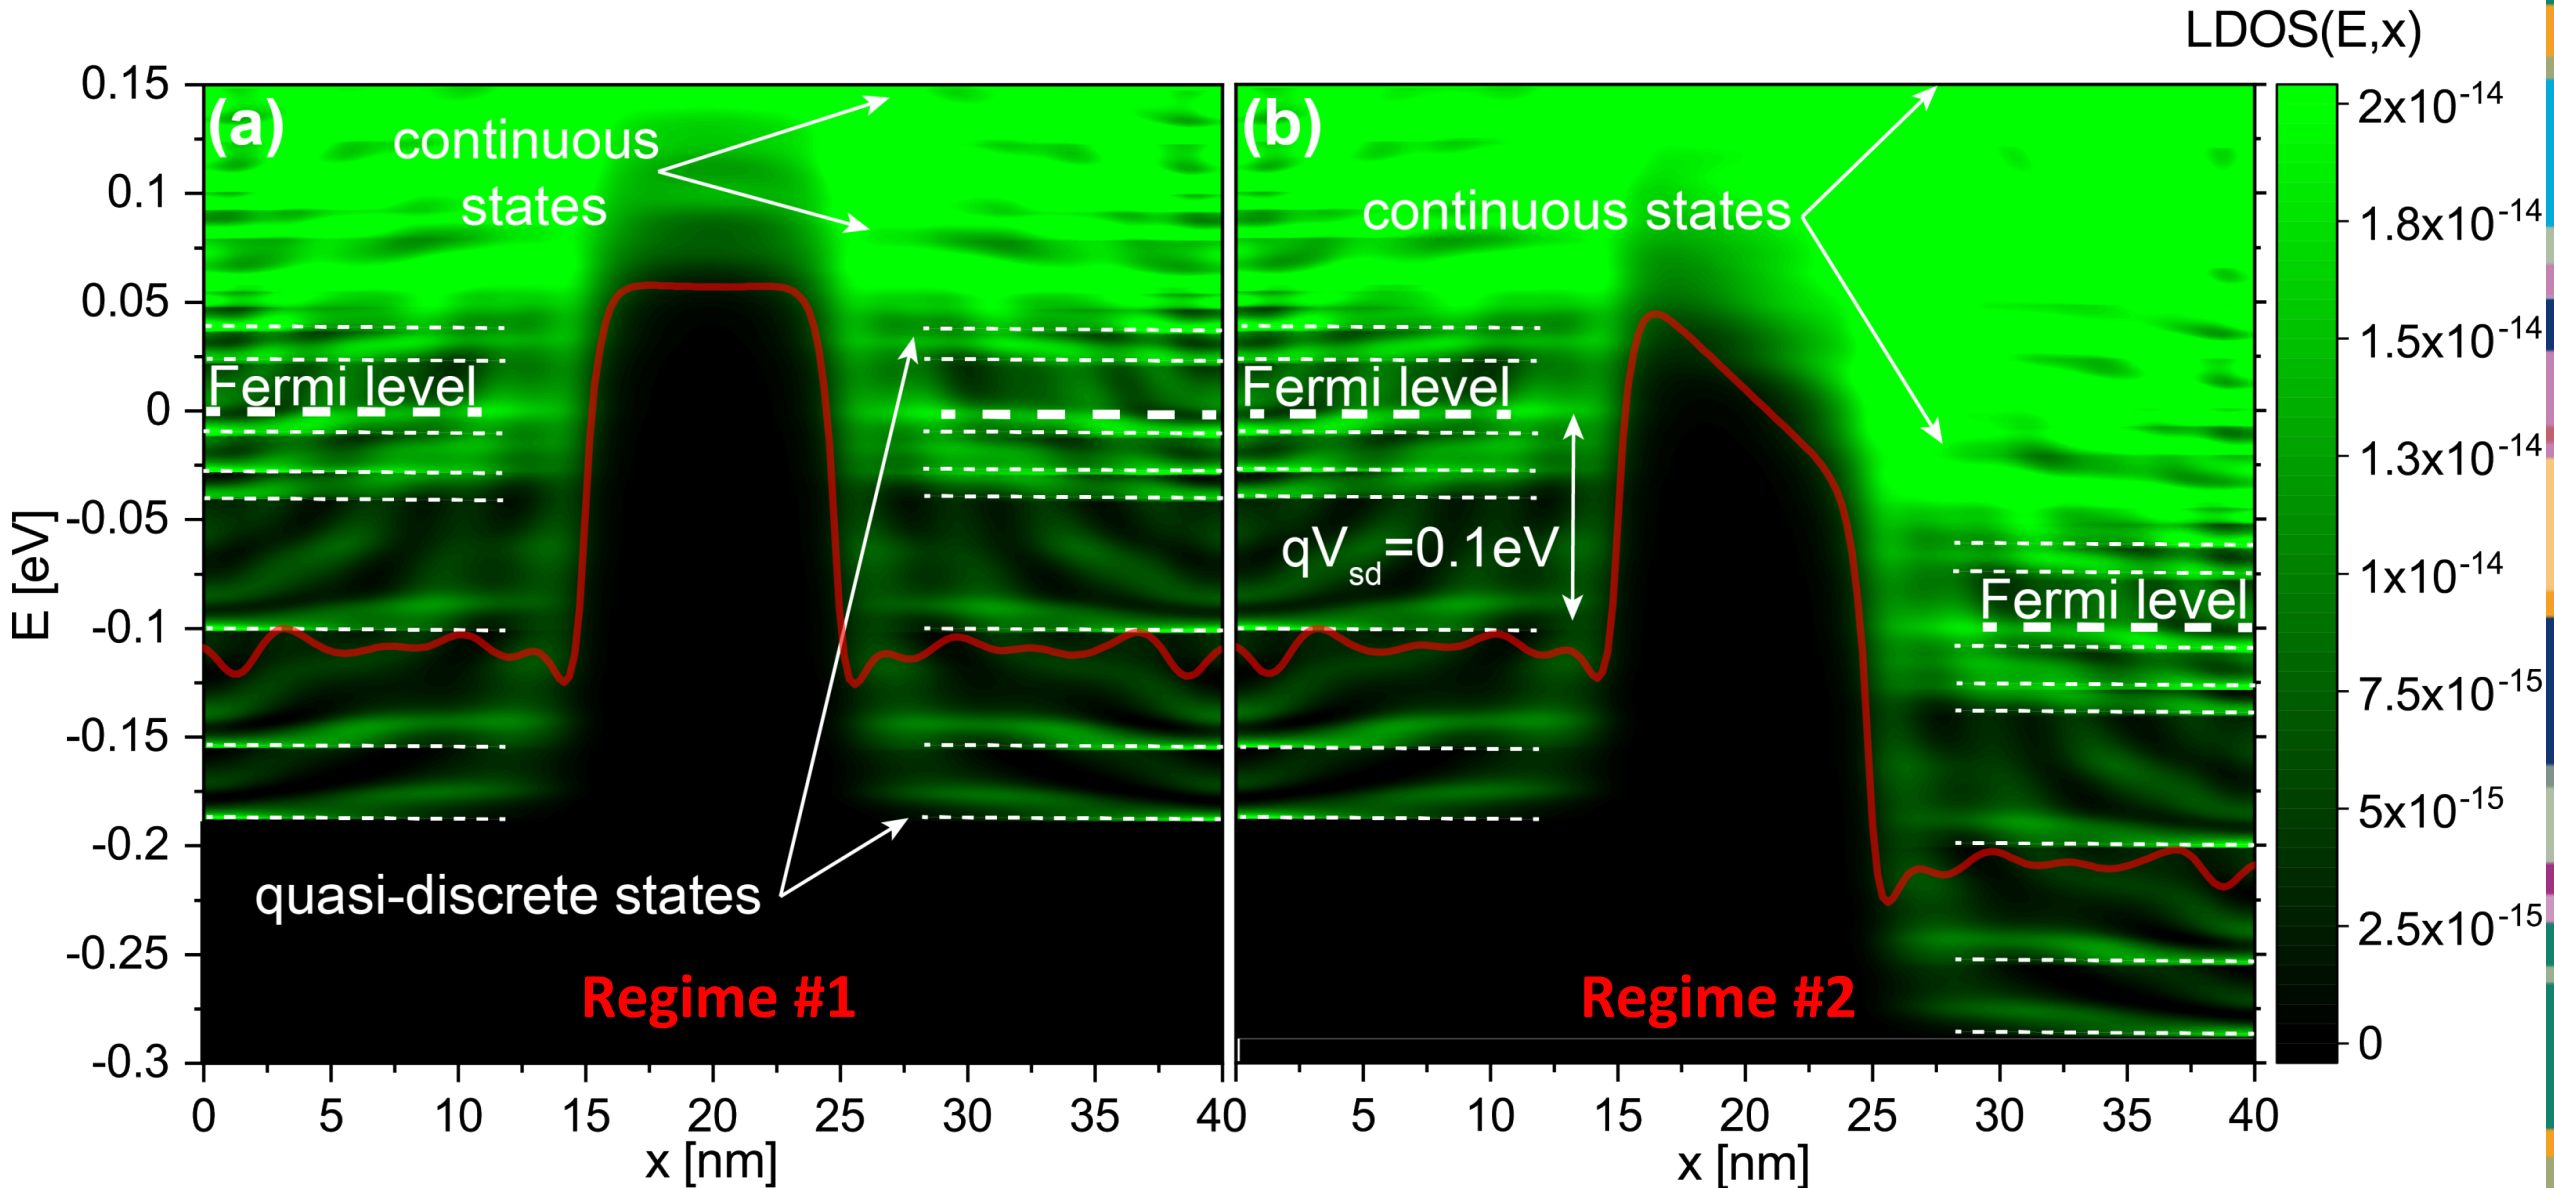 LDOS(E,x)
(a)
continuous
states
Fermi level
quasi-discrete states
Regime #1
(b)
continuous states
Fermi level
qVsd=0.1eV
Fermi level
Regime #2
0.15
0.1
0.05
0
-0.05
-0.1
-0.15
-0.2
-0.25
-0.3
E [eV]
0 5 10 15 20 25 30 35 40
x [nm]
0 5 10 15 20 25 30 35 40
x [nm]
2x10-14
1.8x10-14
1.5x10-14
1.3x10-14
1x10-14
7.5x10-15
5x10-15
2.5x10-15
0